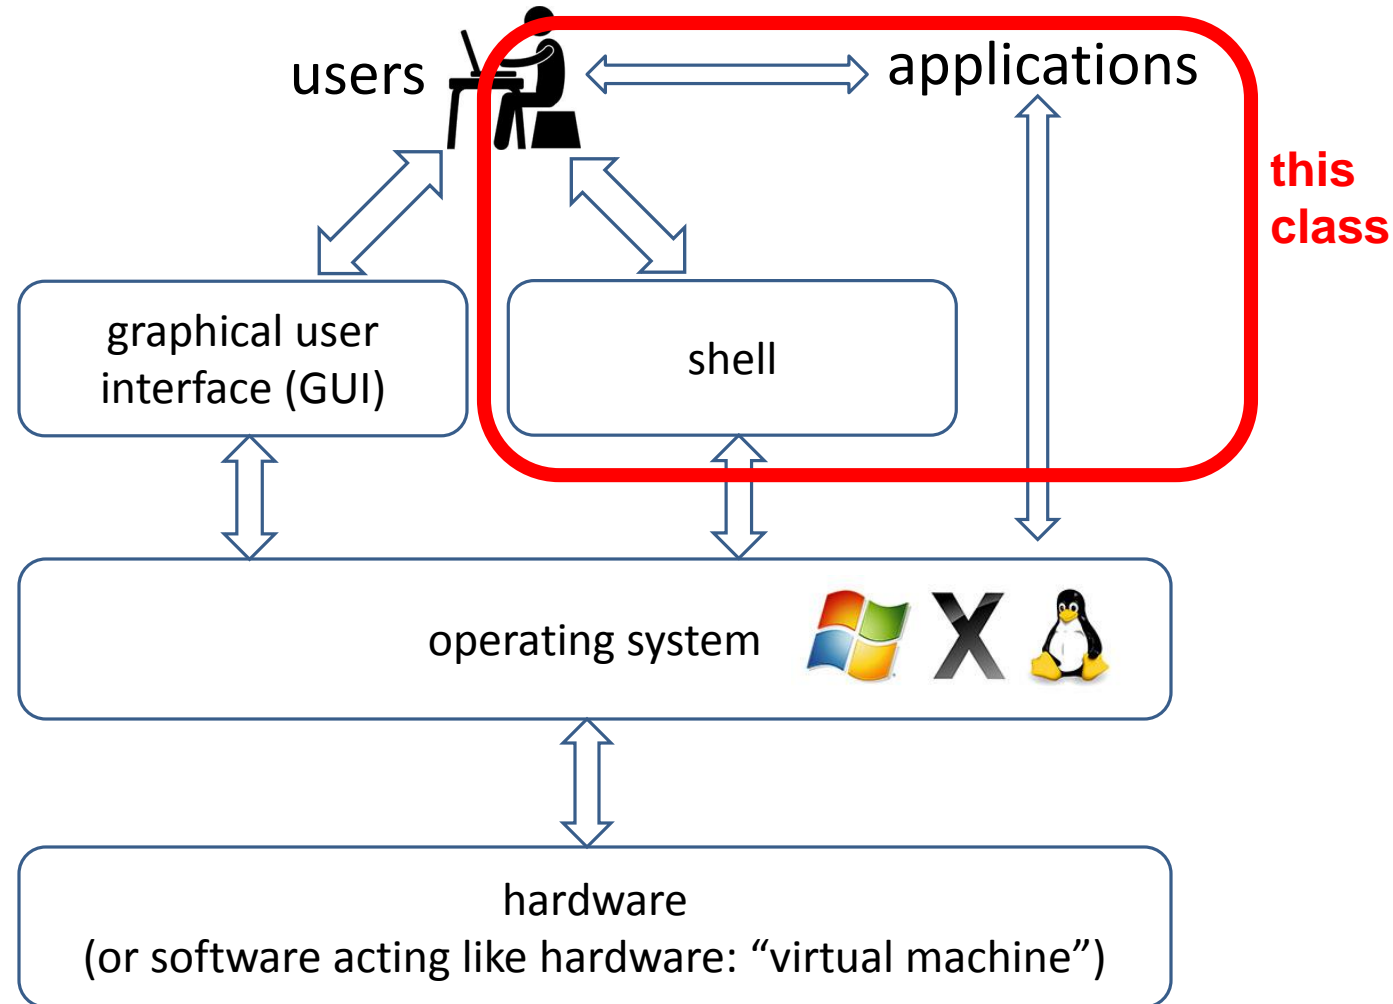 users
applications
this
class
graphical user
interface (GUI)
shell
operating system
hardware
(or software acting like hardware: “virtual machine”)